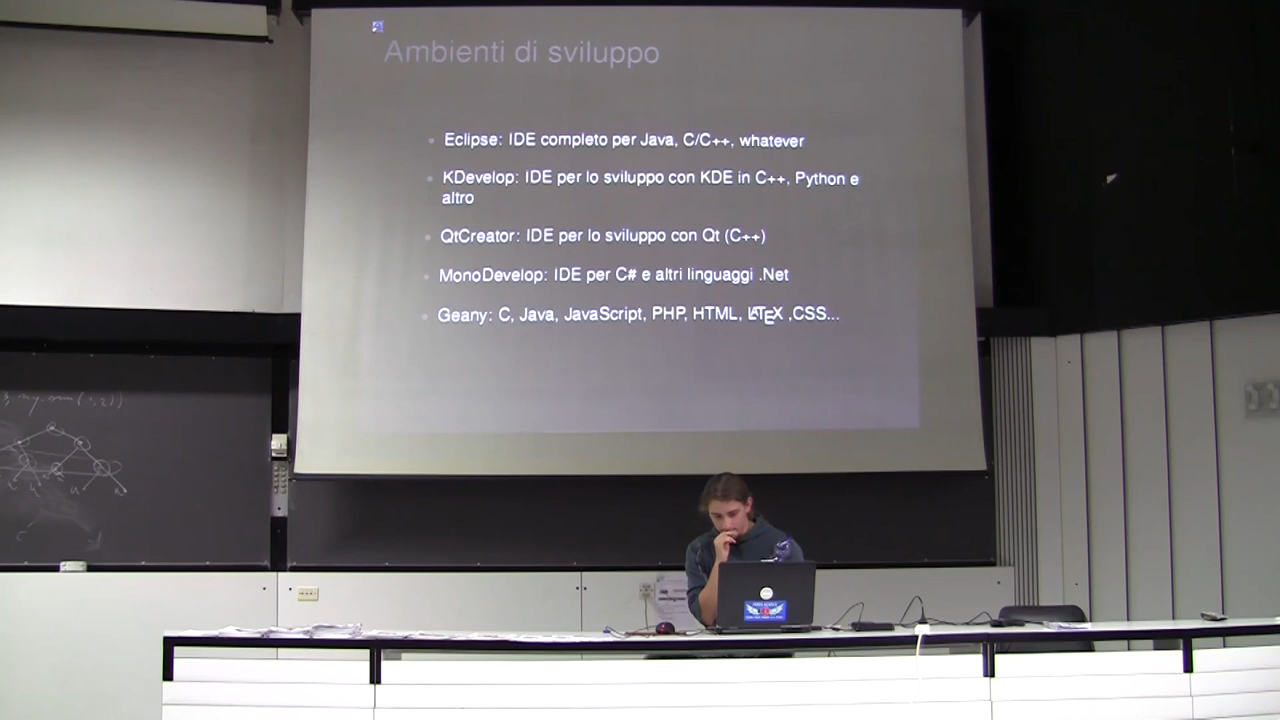 Ambienti di sviluppo
Eclipse: IDE completo per Java, C/C++, whatever
KDevelop: IDE per lo sviluppo con KDE in C++, Python e
altro
QtCreator: IDE per lo sviluppo con Qt (C++)
MonoDevelop: IDE per C# e altri linguaggi .Net
Geany: C, Java, JavaScript, PHP, HTML, LATEX ,CSS...